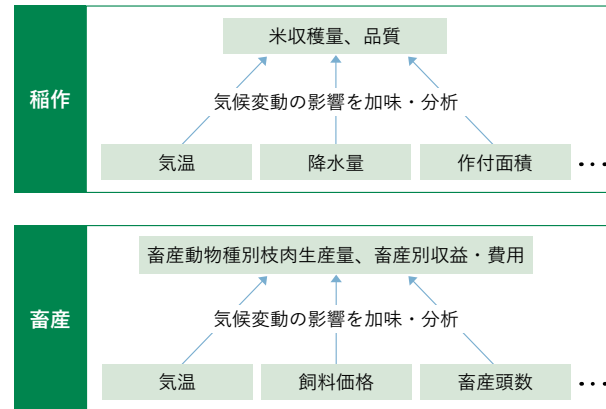 稲作
米収穫量、品質
気候変動の影響を加味・分析
気温
降水量
作付面積
・・・
畜産
畜産動物種別枝肉生産量、畜産別収益・費用
気候変動の影響を加味・分析
気温
飼料価格
畜産頭数
・・・